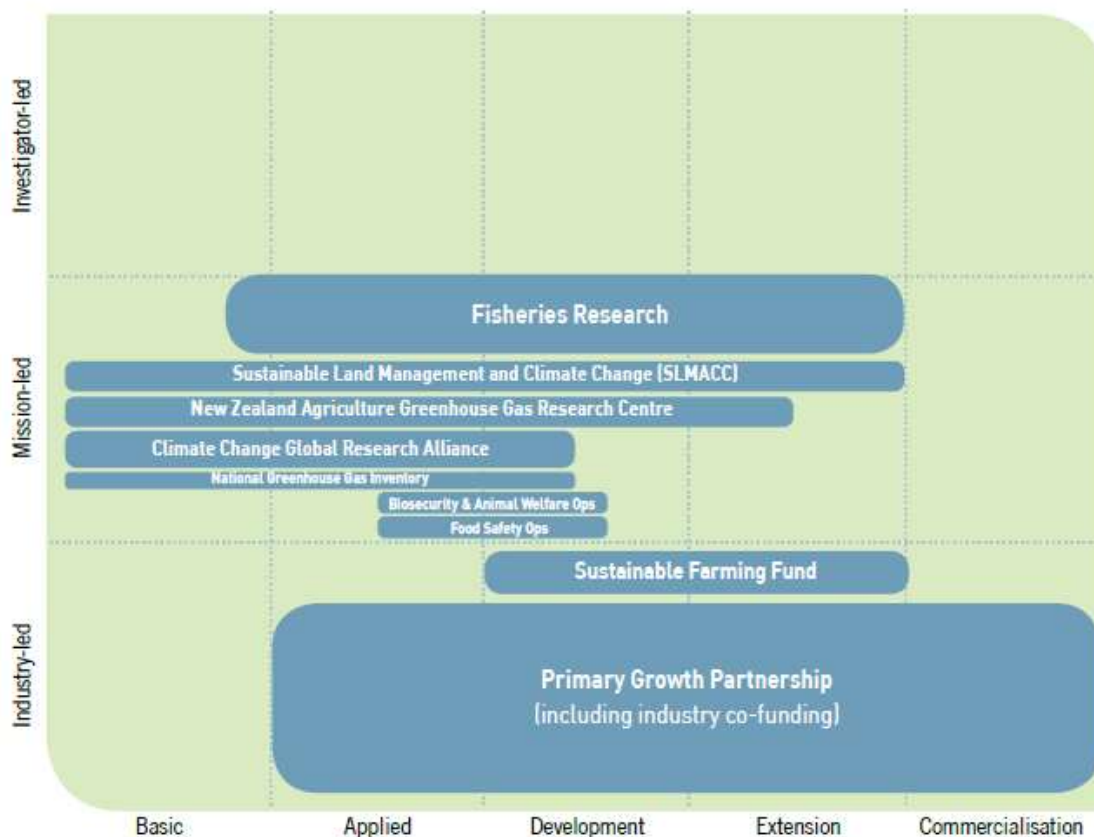 Investigator-led
Fisheries Research
Sustainable Land Management and Climate Change (SLMACC)
New Zealand Agriculture Greenhouse Gas Research Centre
Mission-led
Climate Change Global Research Alliance
National Greenhouse Gas Inventory
Biosecurity & Animal Welfare Ops
Food Safety Ops
Sustainable Farming Fund
Industry-led
Primary Growth Partnership
(including industry co-funding)
Basic Applied Development Extension Commercialisation